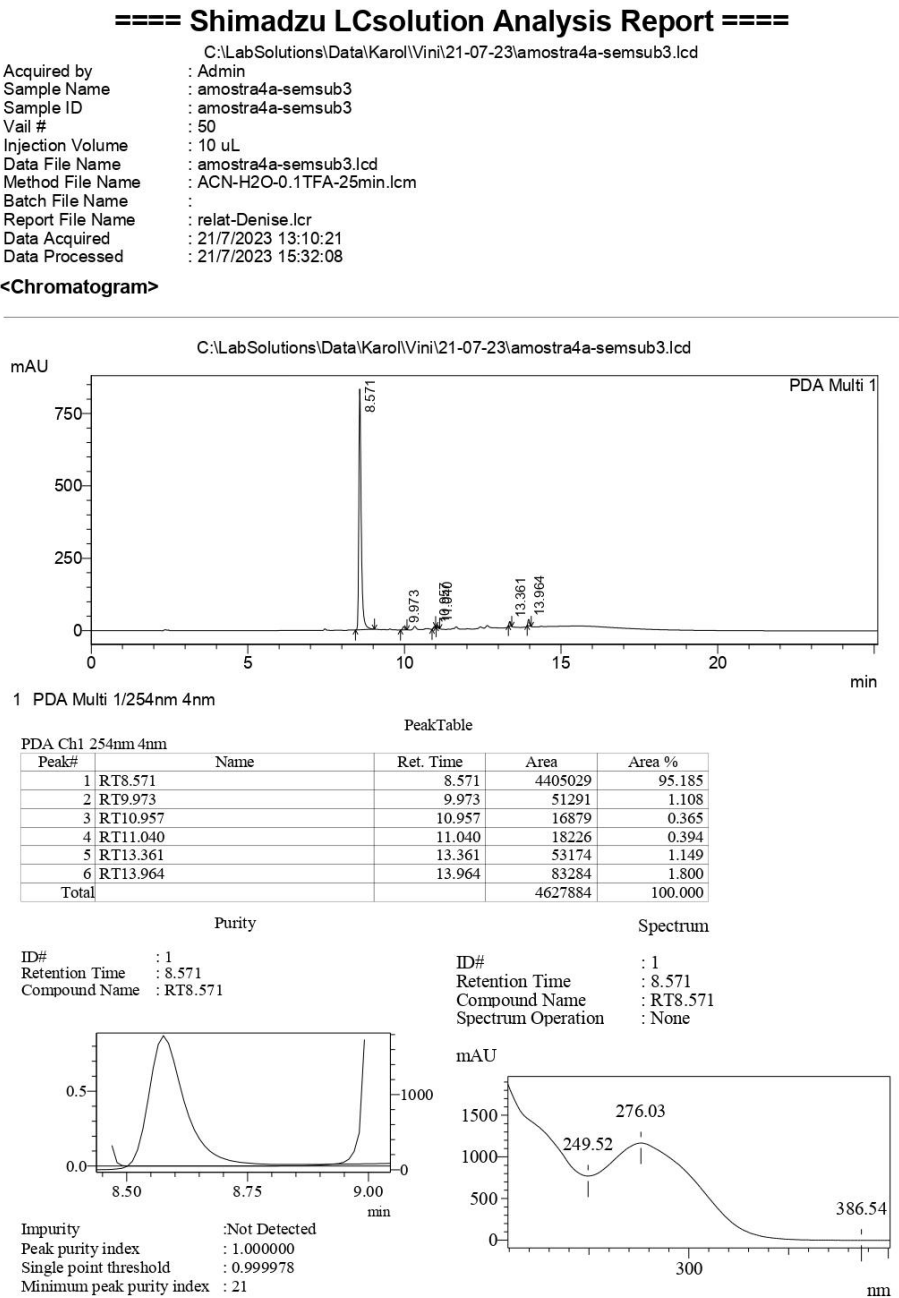 ==== Shimadzu LCsolution Analysis Report ====
C:\LabSolutions\Data\Karol\Vini\21-07-23\amostra4a-semsub3.lcd
Acquired by : Admin
Sample Name : amostra4a-semsub3
Sample ID : amostra4a-semsub3
Vail # : 50
Injection Volume : 10 uL
Data File Name : amostra4a-semsub3.lcd
Method File Name : ACN-H2O-0.1TFA-25min.lcm
Batch File Name :
Report File Name : relat-Denise.lcr
Data Acquired : 21/7/2023 13:10:21
Data Processed : 21/7/2023 15:32:08
<Chromatogram>
C:\LabSolutions\Data\Karol\Vini\21-07-23\amostra4a-semsub3.lcd
mAU
PDA Multi 1
8.571
750
500
250
9.973
10.957
11.040
13.361
13.964
0
0 5 10 15 20
min
1 PDA Multi 1/254nm 4nm
PeakTable
PDA Ch1 254nm 4nm
Peak# Name Ret. Time Area Area %
1 RT8.571 8.571 4405029 95.185
2 RT9.973 9.973 51291 1.108
3 RT10.957 10.957 16879 0.365
4 RT11.040 11.040 18226 0.394
5 RT13.361 13.361 53174 1.149
6 RT13.964 13.964 83284 1.800
Total 4627884 100.000
Purity
ID# : 1
Retention Time : 8.571
Compound Name : RT8.571
0.5
1000
0.0
0
8.50 8.75 9.00
min
Impurity :Not Detected
Peak purity index : 1.000000
Single point threshold : 0.999978
Minimum peak purity index : 21
Spectrum
ID# : 1
Retention Time : 8.571
Compound Name : RT8.571
Spectrum Operation : None
mAU
1500
276.03
249.52
1000
500
386.54
0
300
nm